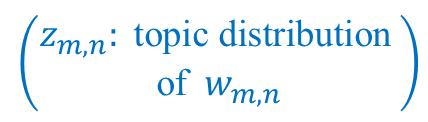 (z_{m,n}: topic distribution
of w_{m,n})